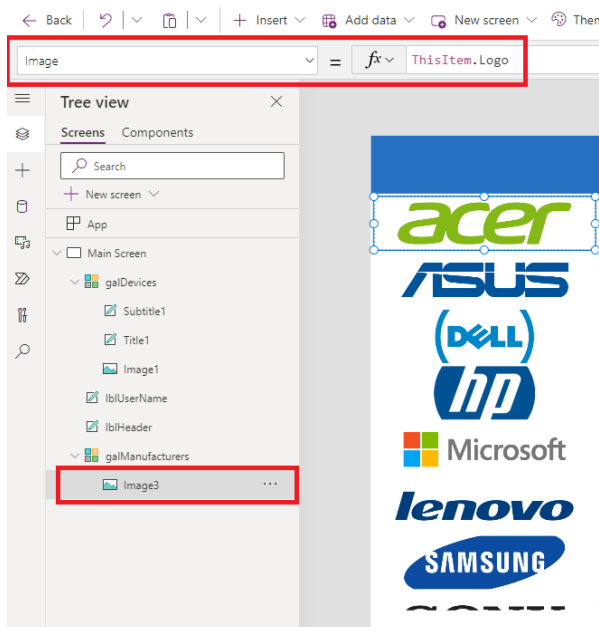 Back Insert Add data New screen Then
Image = fx ThisItem.Logo
Tree view
Screens Components
Search
New screen
App
Main Screen
galDevices
Subtitle1
Title1
Image1
lblUserName
lblHeader
galManufacturers
Image3 ...
acer
ASUS
DELL
hp
Microsoft
lenovo
SAMSUNG